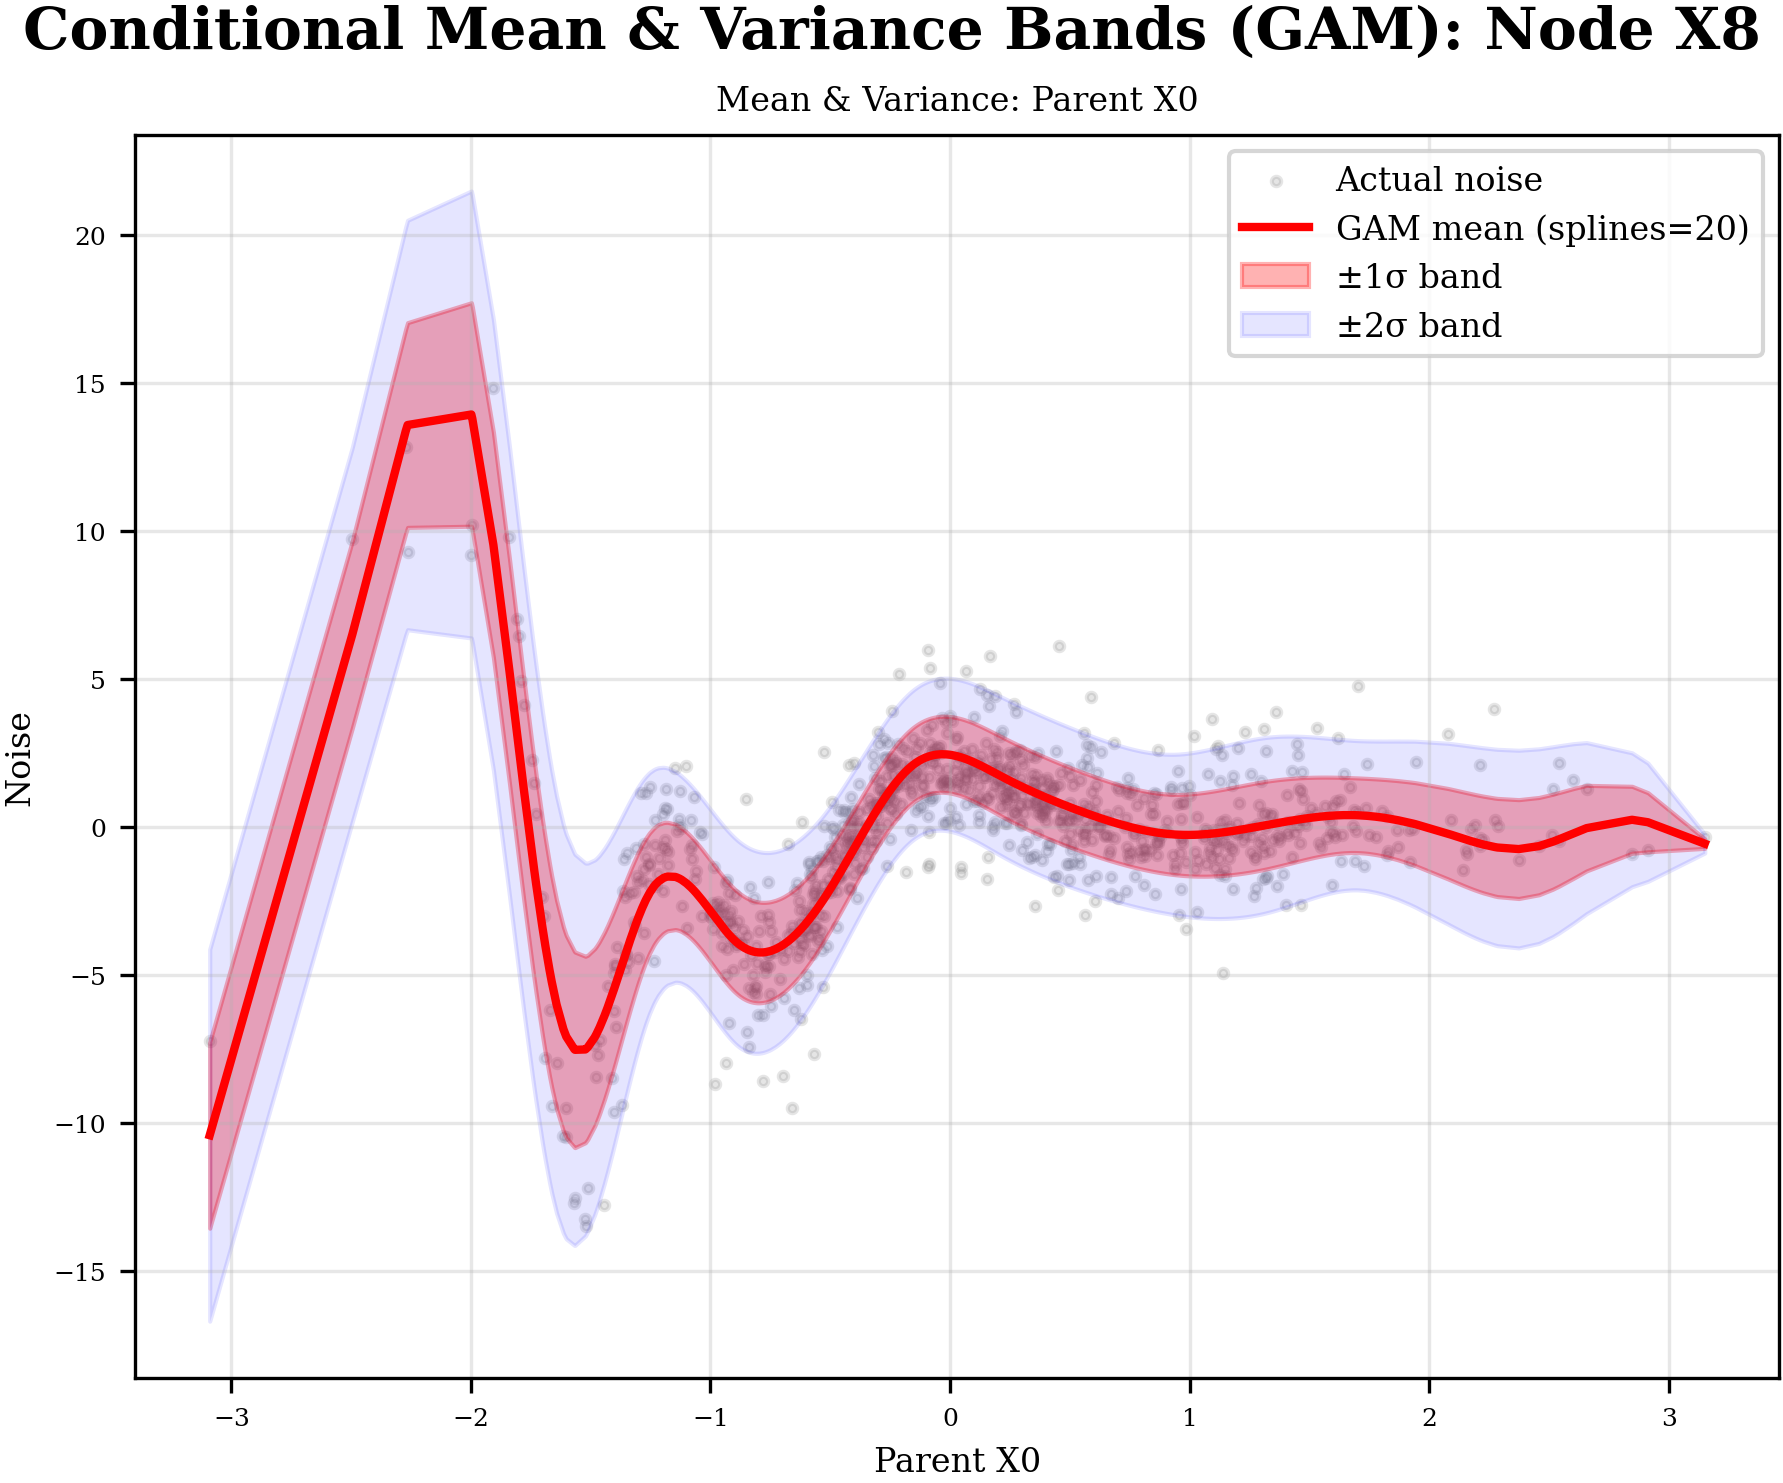 Conditional Mean & Variance Bands (GAM): Node X8
Mean & Variance: Parent X0
Actual noise
GAM mean (splines=20)
±1σ band
±2σ band
Noise
20
15
10
5
0
−5
−10
−15
−3
−2
−1
0
1
2
3
Parent X0